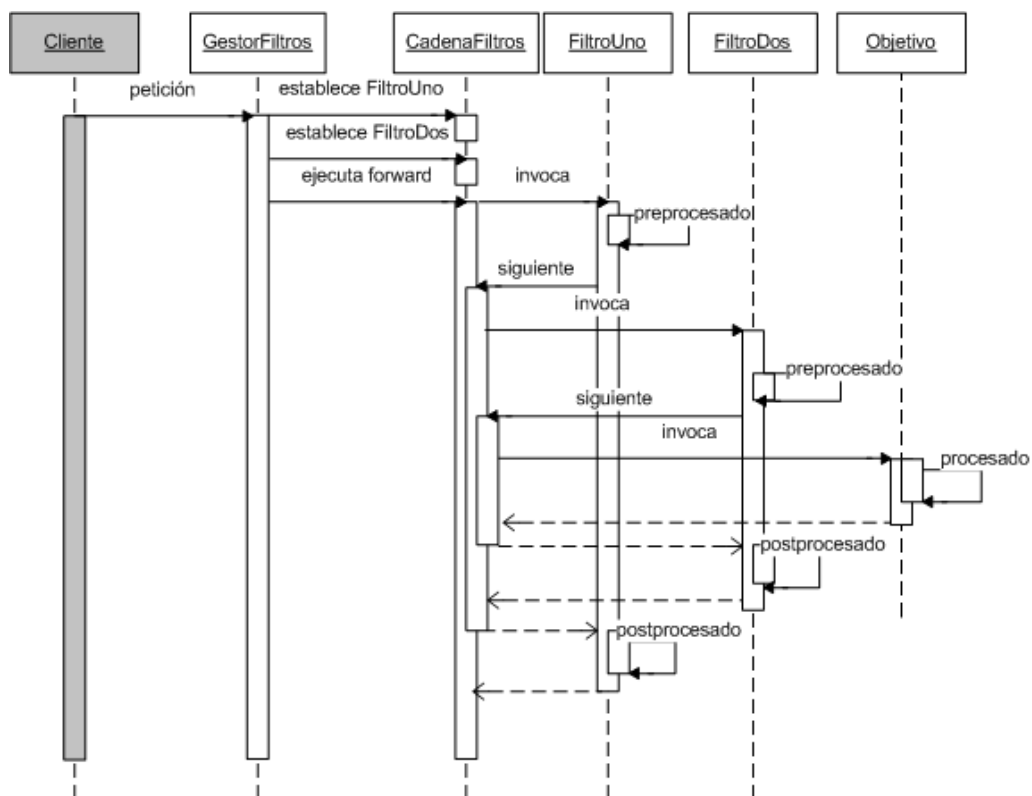 Cliente
GestorFiltros
CadenaFiltros
FiltroUno
FiltroDos
Objetivo
petición
establece FiltroUno
establece FiltroDos
ejecuta forward
invoca
preprocesado
siguiente
invoca
preprocesado
siguiente
invoca
procesado
postprocesado
postprocesado